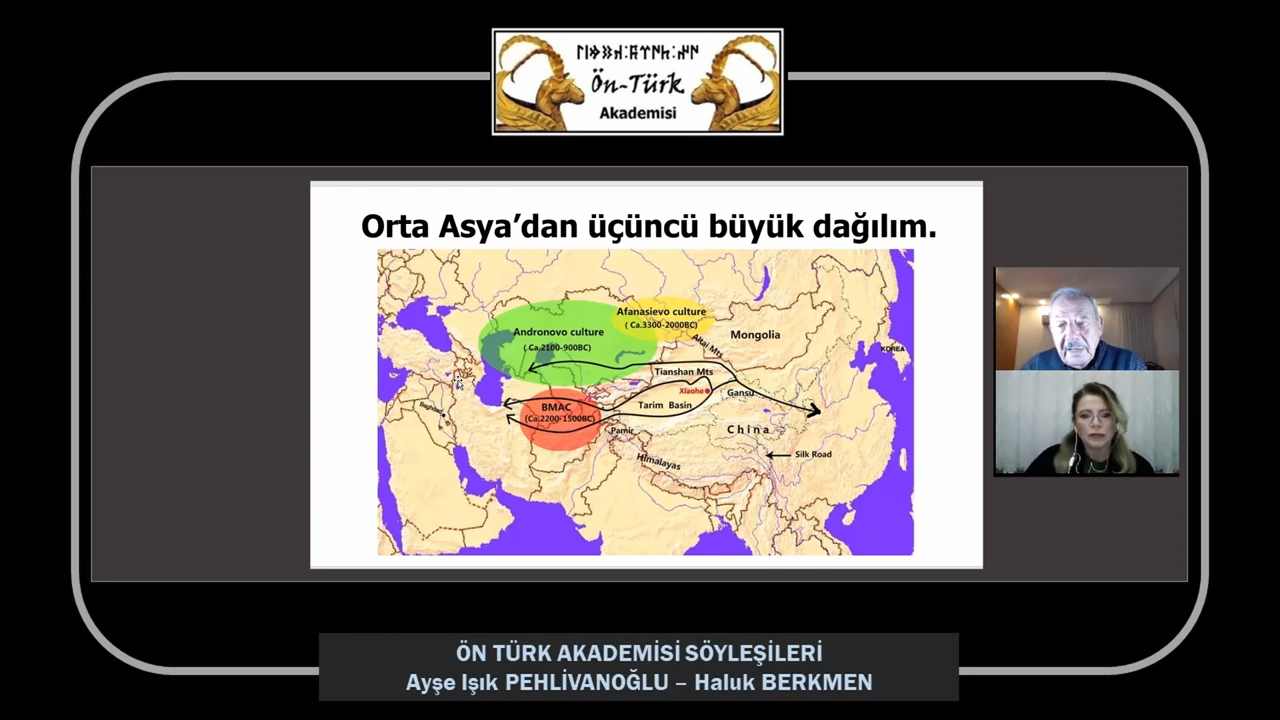 Ön-Türk
Akademisi
Orta Asya’dan üçüncü büyük dağılım.
Afanasievo culture
( Ca.3300-2000BC)
Andronovo culture
( Ca.2100-900BC)
Mongolia
Altai Mts
KOREA
Tianshan Mts
Xiaohe
Gansu
Tarim Basin
BMAC
(Ca.2200-1500BC)
Baghdad
Pamir
China
Himalayas
Silk Road
ÖN TÜRK AKADEMİSİ SÖYLEŞİLERİ
Ayşe Işık PEHLİVANOĞLU – Haluk BERKMEN